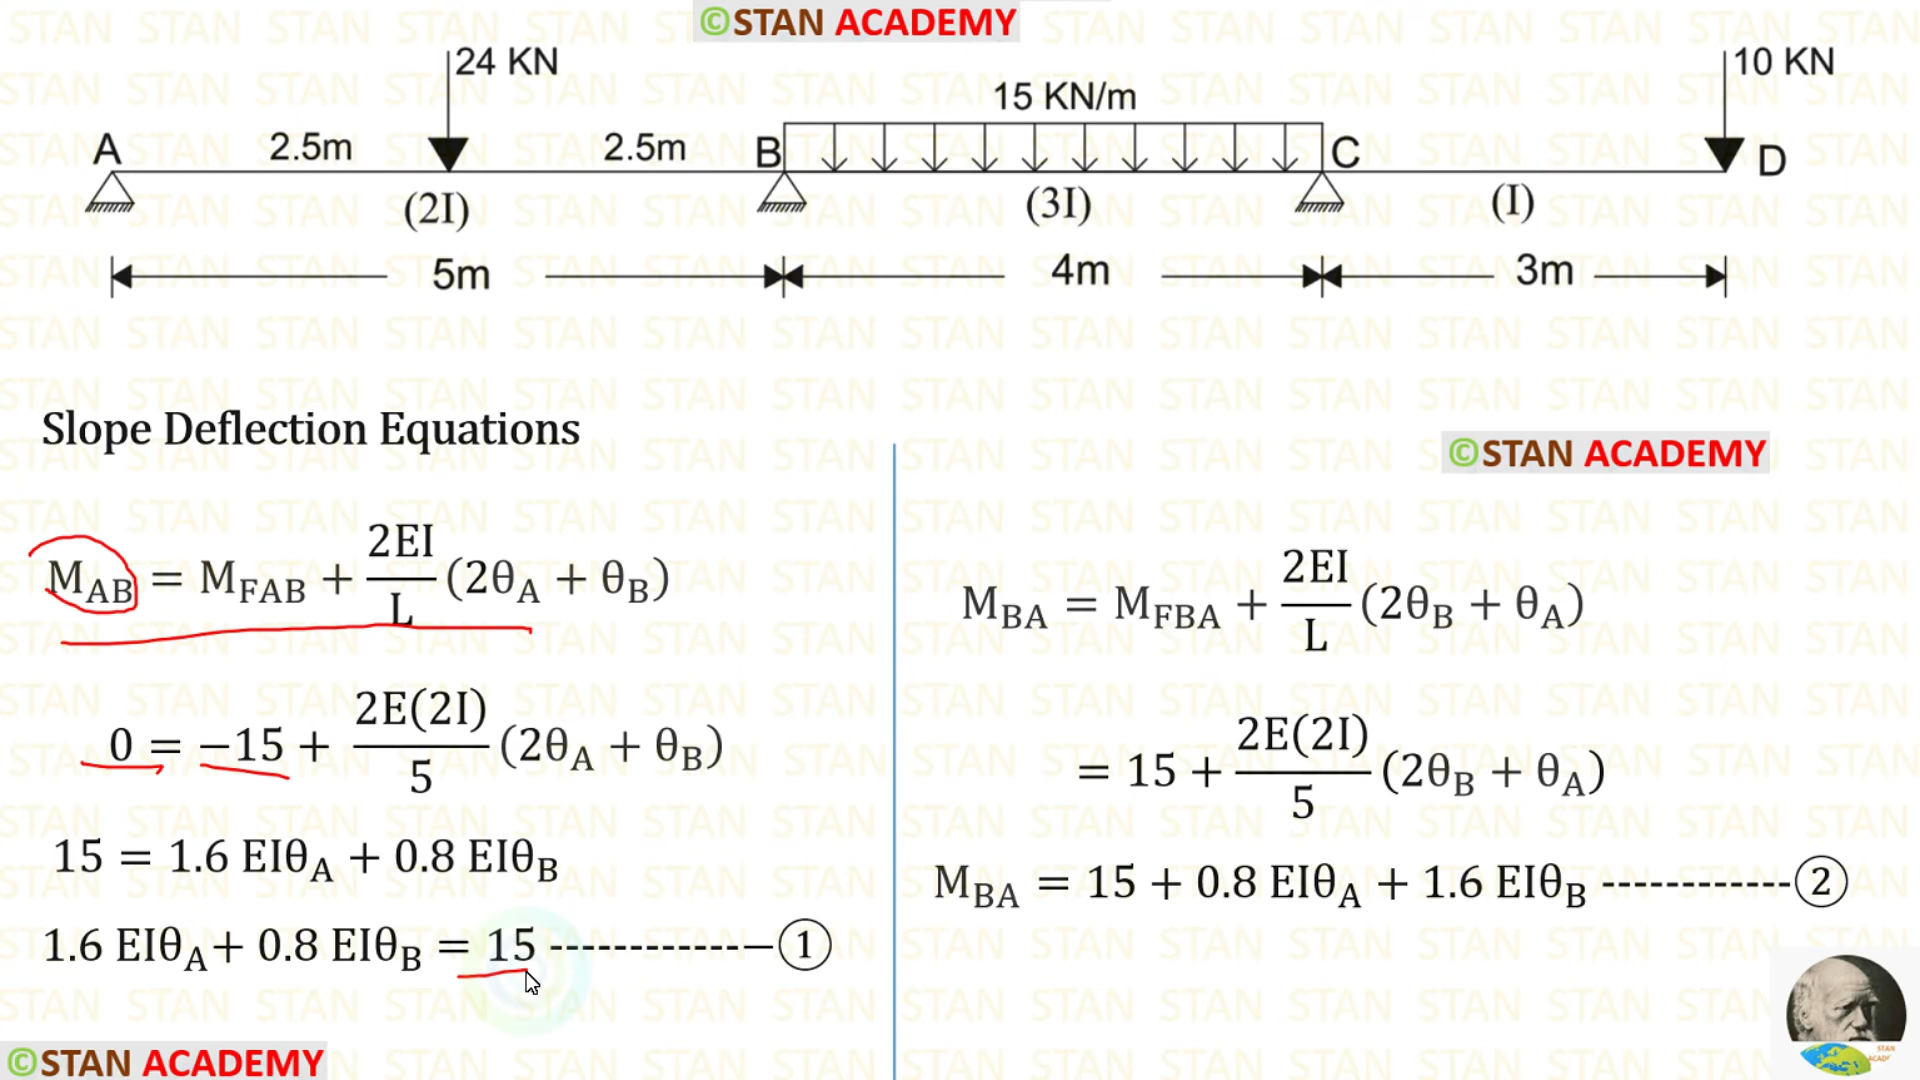 ©STAN ACADEMY
24 KN
10 KN
15 KN/m
A 2.5m 2.5m B C D
(2I) (3I) (I)
5m 4m 3m
Slope Deflection Equations
©STAN ACADEMY
M_AB = M_FAB + 2EI/L (2θ_A + θ_B)
0 = −15 + 2E(2I)/5 (2θ_A + θ_B)
15 = 1.6 EIθ_A + 0.8 EIθ_B
1.6 EIθ_A + 0.8 EIθ_B = 15 -------------- ①
M_BA = M_FBA + 2EI/L (2θ_B + θ_A)
= 15 + 2E(2I)/5 (2θ_B + θ_A)
M_BA = 15 + 0.8 EIθ_A + 1.6 EIθ_B ------------ ②
©STAN ACADEMY